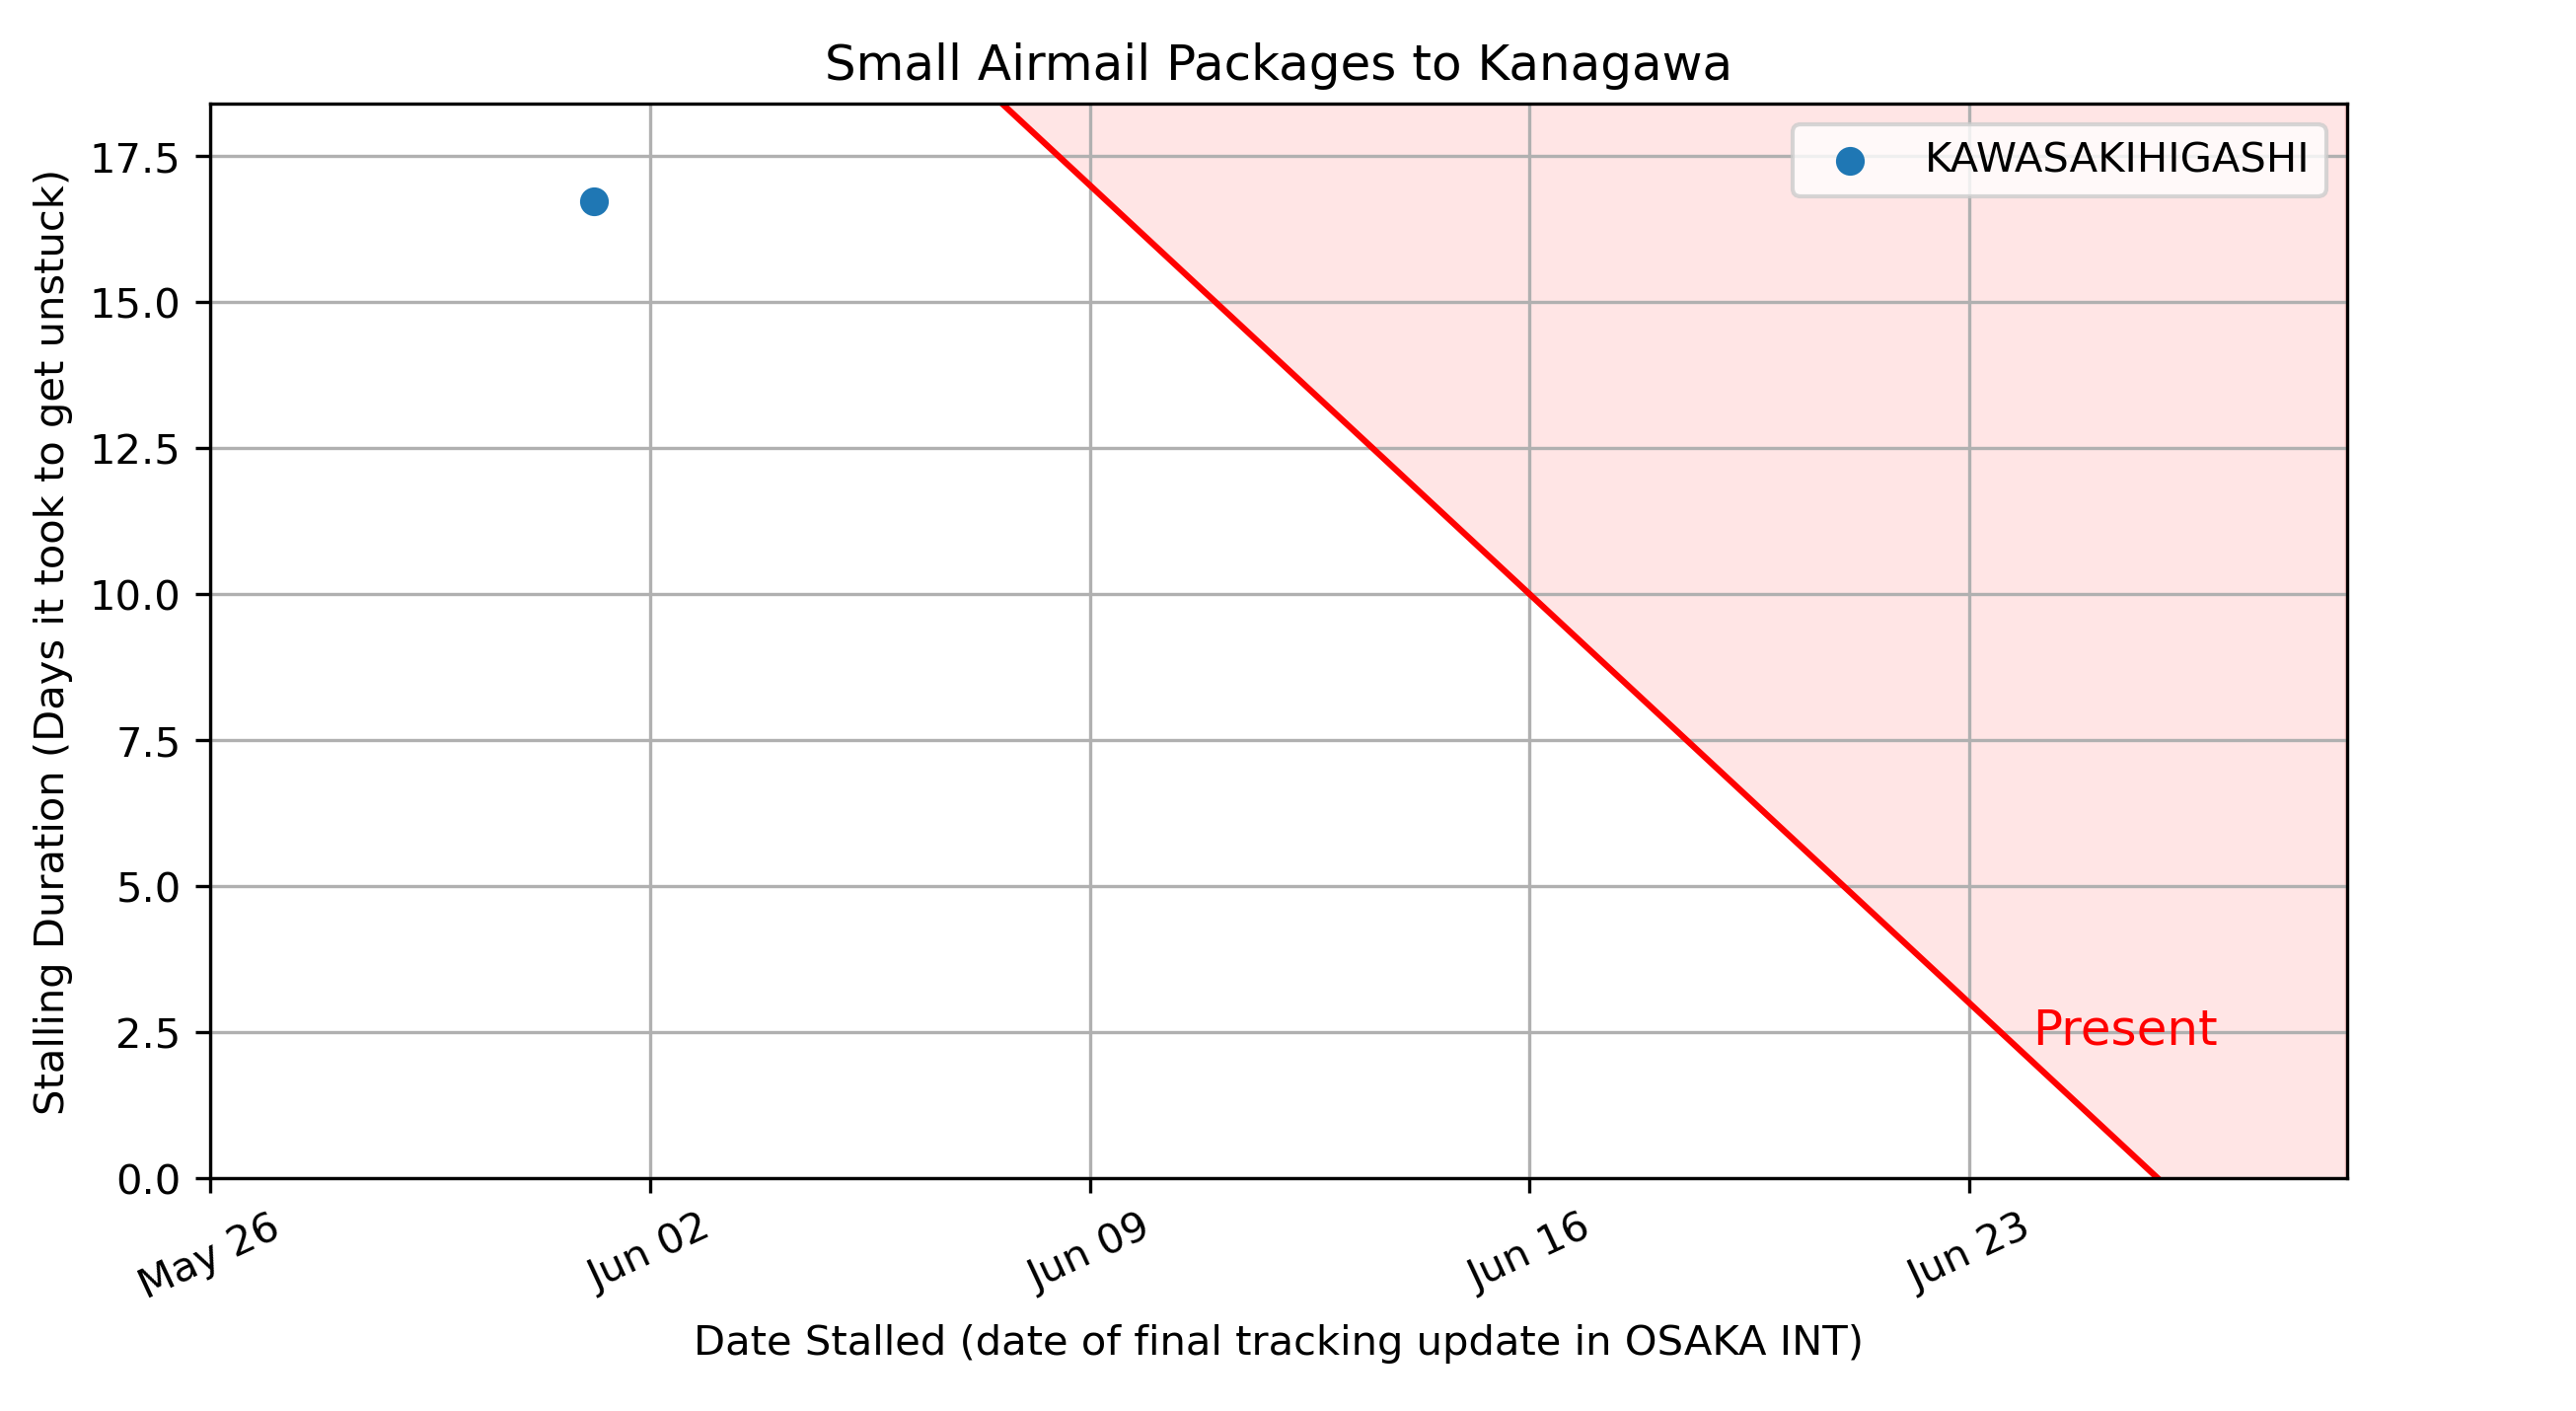 Small Airmail Packages to Kanagawa
KAWASAKIHIGASHI
Stalling Duration (Days it took to get unstuck)
17.5
15.0
12.5
10.0
7.5
5.0
2.5
0.0
Present
May 26
Jun 02
Jun 09
Jun 16
Jun 23
Date Stalled (date of final tracking update in OSAKA INT)